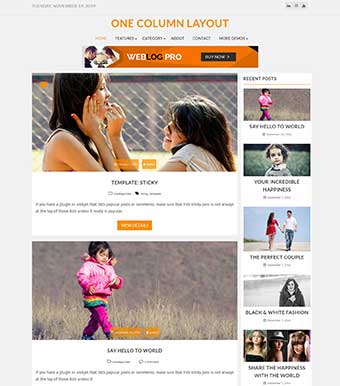 TUESDAY, NOVEMBER 19, 2019
ONE COLUMN LAYOUT
HOME FEATURES CATEGORY ABOUT CONTACT MORE DEMOS
WEBLOG PRO BUY NOW
RECENT POSTS
TEMPLATE: STICKY
If you have a plugin or widget that lists popular posts or comments, make sure that this sticky post is not always
at the top of those lists unless it really is popular.
VIEW DETAILS
SAY HELLO TO WORLD
If you have a plugin or widget that lists popular posts or comments, make sure that this sticky post is not always
at the top of those lists unless it
SAY HELLO TO WORLD
YOUR INCREDIBLE
HAPPINESS
THE PERFECT COUPLE
BLACK & WHITE FASHION
SHARE THE HAPPINESS
WITH THE WORLD